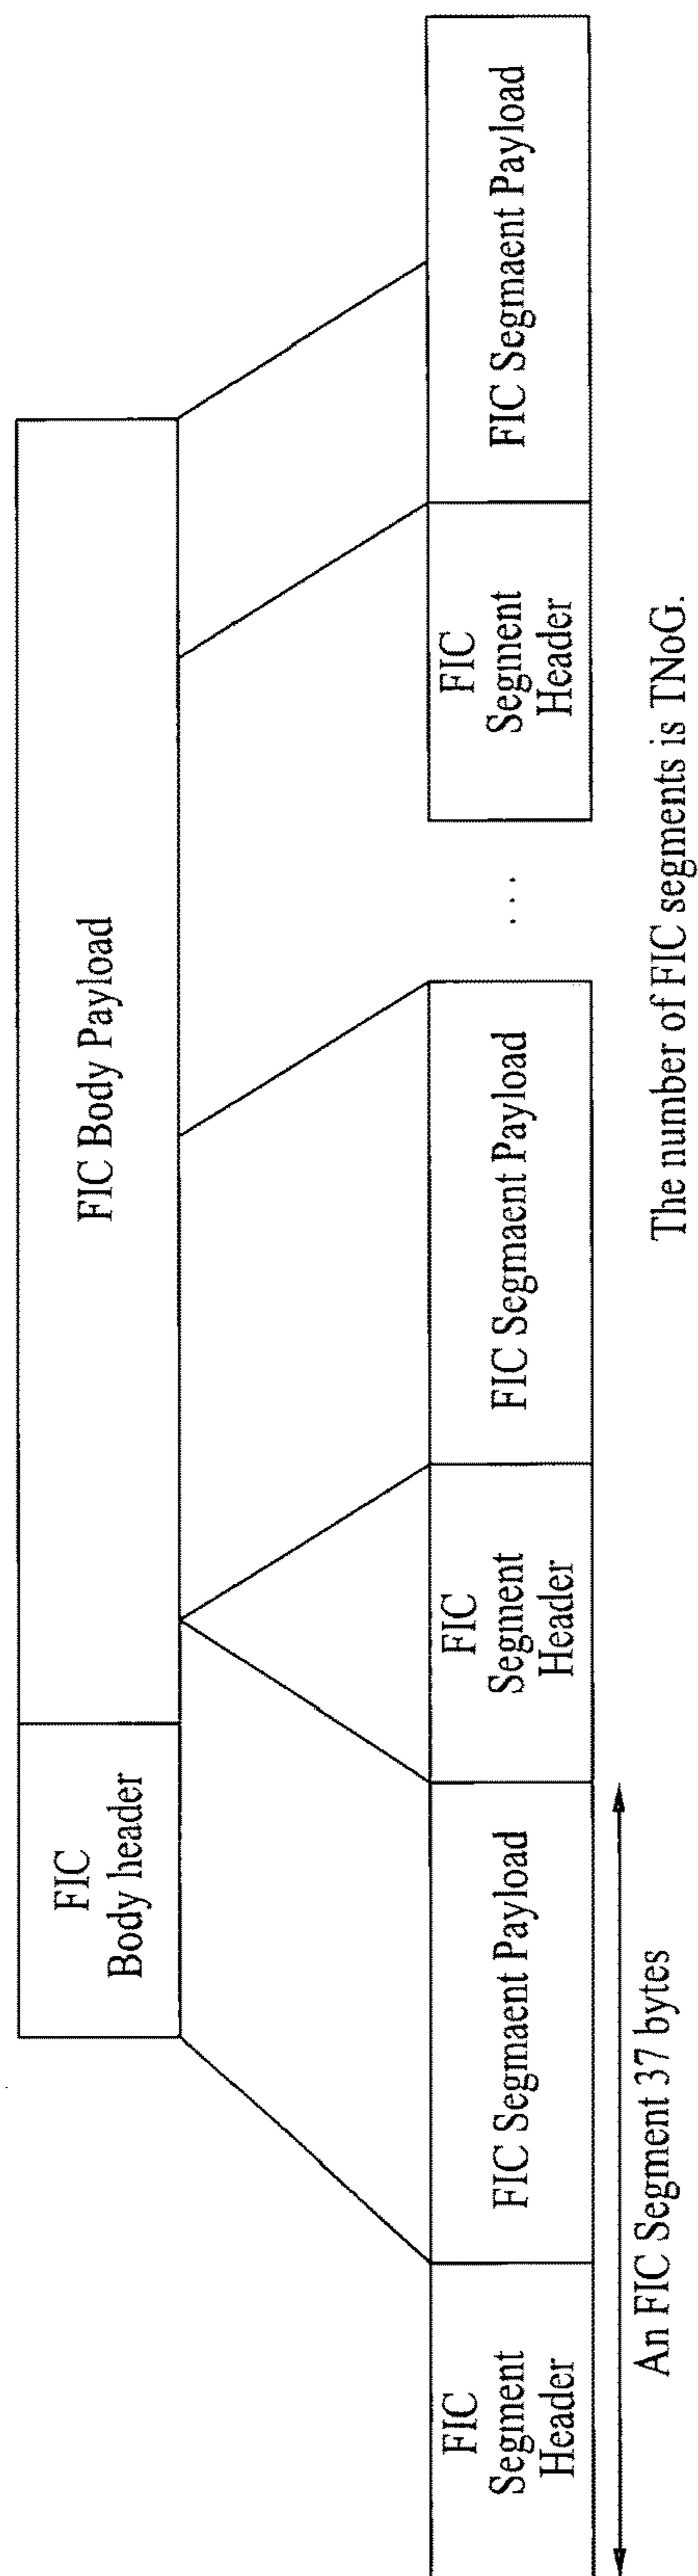 FIC
Body header
FIC Body Payload
FIC
Segment
Header
FIC Segmaent Payload
FIC
Segment
Header
FIC Segmaent Payload
. . .
FIC
Segment
Header
FIC Segmaent Payload
An FIC Segment 37 bytes
The number of FIC segments is TNoG.